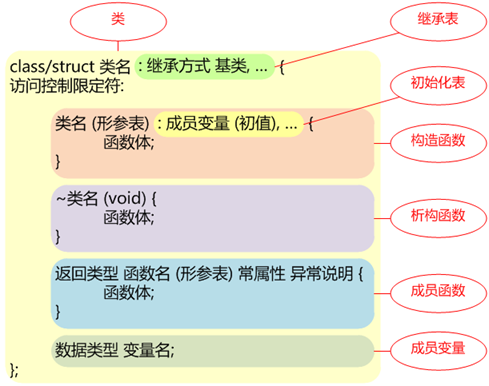 类
继承表
class/struct 类名 : 继承方式 基类, ... {
访问控制限定符:
初始化表
类名 (形参表) : 成员变量 (初值), ... {
函数体;
}
构造函数
~类名 (void) {
函数体;
}
析构函数
返回类型 函数名 (形参表) 常属性 异常说明 {
函数体;
}
成员函数
数据类型 变量名;
成员变量
};